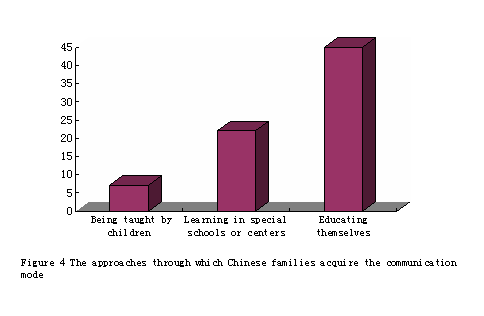 45
40
35
30
25
20
15
10
5
0
Being taught by Learning in special Educating
children schools or centers themselves
Figure 4 The approaches through which Chinese families acquire the communication
mode